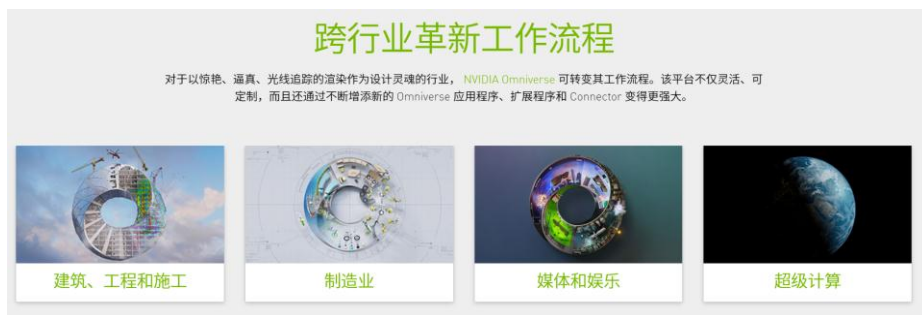 跨行业革新工作流程
对于以惊艳、逼真、光线追踪的渲染作为设计灵魂的行业， NVIDIA Omniverse 可转变其工作流程。该平台不仅灵活、可
定制，而且还通过不断增添新的 Omniverse 应用程序、扩展程序和 Connector 变得更强大。
建筑、工程和施工
制造业
媒体和娱乐
超级计算